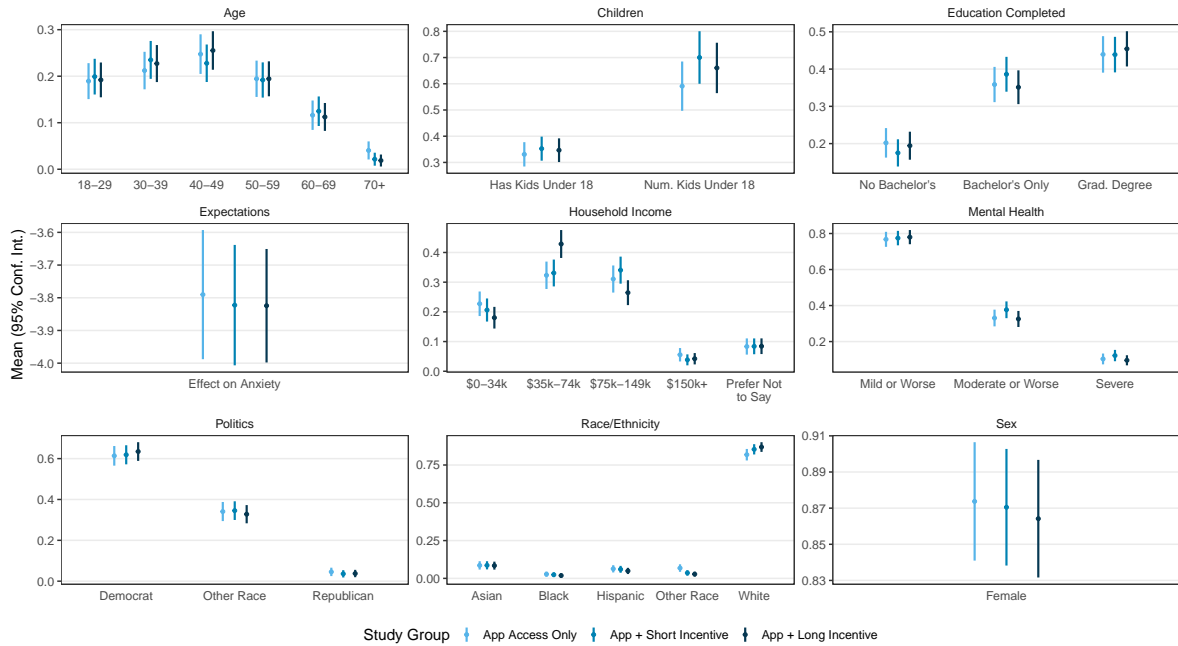 Age
Children
Education Completed
0.3
0.2
0.1
0.0
18–29 30–39 40–49 50–59 60–69 70+
0.8
0.7
0.6
0.5
0.4
0.3
Has Kids Under 18 Num. Kids Under 18
0.5
0.4
0.3
0.2
No Bachelor's Bachelor's Only Grad. Degree
Mean (95% Conf. Int.)
Expectations
Household Income
Mental Health
−3.6
−3.7
−3.8
−3.9
−4.0
Effect on Anxiety
0.4
0.3
0.2
0.1
0.0
$0–34k $35k–74k $75k–149k $150k+ Prefer Not
to Say
0.8
0.6
0.4
0.2
Mild or Worse Moderate or Worse Severe
Politics
Race/Ethnicity
Sex
0.6
0.4
0.2
0.0
Democrat Other Race Republican
0.75
0.50
0.25
0.00
Asian Black Hispanic Other Race White
0.91
0.89
0.87
0.85
0.83
Female
Study Group App Access Only App + Short Incentive App + Long Incentive